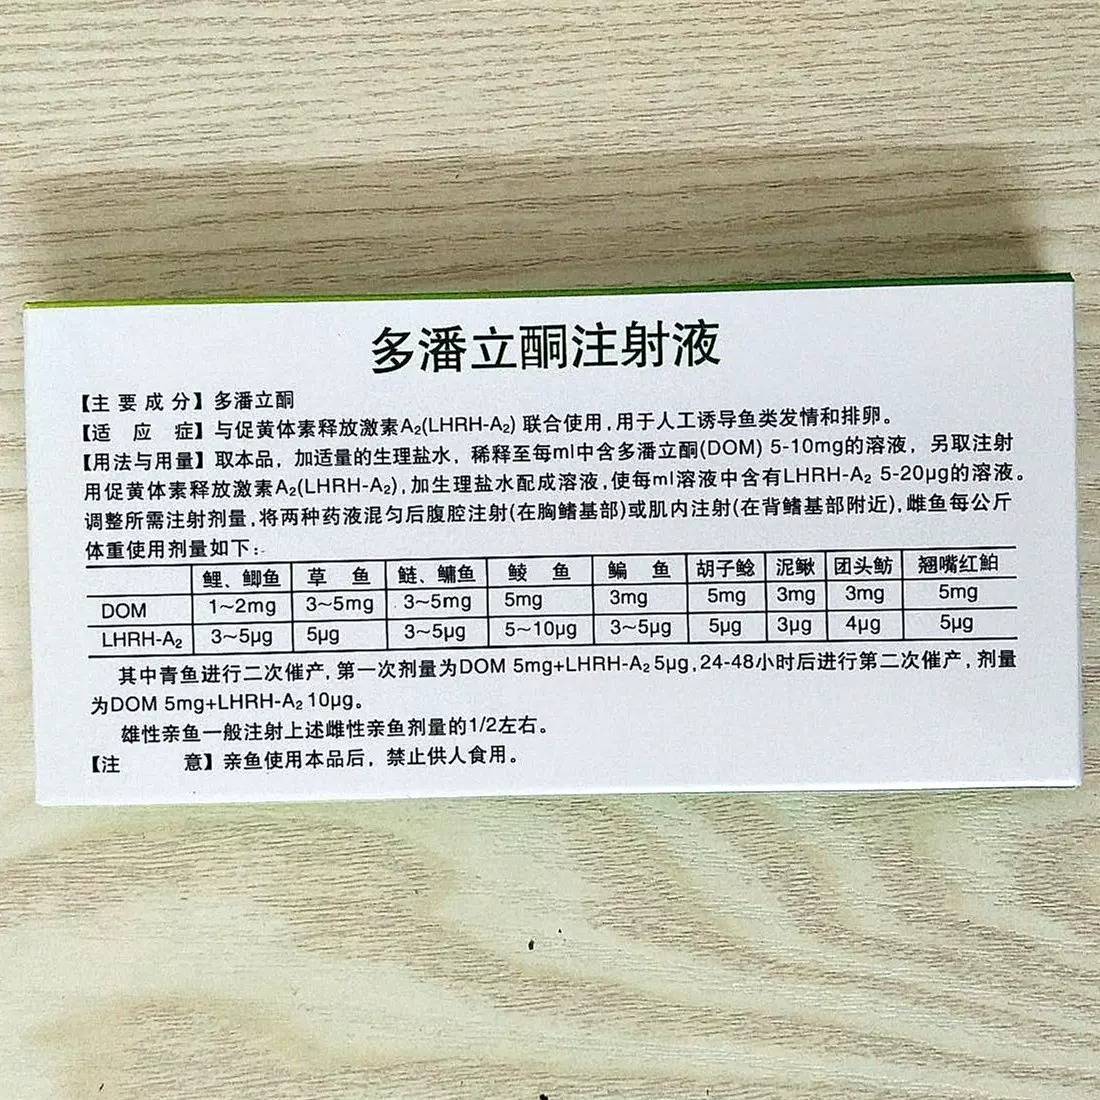 多潘立酮注射液
【主要成分】多潘立酮
【适应症】与促黄体素释放激素A₂(LHRH-A₂)联合使用,用于人工诱导鱼类发情和排卵。
【用法与用量】取本品，加适量的生理盐水，稀释至每ml中含多潘立酮(DOM) 5-10mg的溶液，另取注射
用促黄体素释放激素A₂(LHRH-A₂),加生理盐水配成溶液,使每ml溶液中含有LHRH-A₂ 5-20μg的溶液。
调整所需注射剂量,将两种药液混匀后腹腔注射(在胸鳍基部)或肌内注射(在背鳍基部附近),雌鱼每公斤
体重使用剂量如下:
鲤、鲫鱼 草鱼 鲢、鳙鱼 鲮鱼 鳊鱼 胡子鲶 泥鳅 团头鲂 翘嘴红鲌
DOM 1~2mg 3~5mg 3~5mg 5mg 3mg 5mg 3mg 3mg 5mg
LHRH-A₂ 3~5μg 5μg 3~5μg 5~10μg 3~5μg 5μg 3μg 4μg 5μg
其中青鱼进行二次催产,第一次剂量为DOM 5mg+LHRH-A₂ 5μg,24-48小时后进行第二次催产,剂量
为DOM 5mg+LHRH-A₂ 10μg。
雄性亲鱼一般注射上述雌性亲鱼剂量的1/2左右。
【注意】亲鱼使用本品后，禁止供人食用。